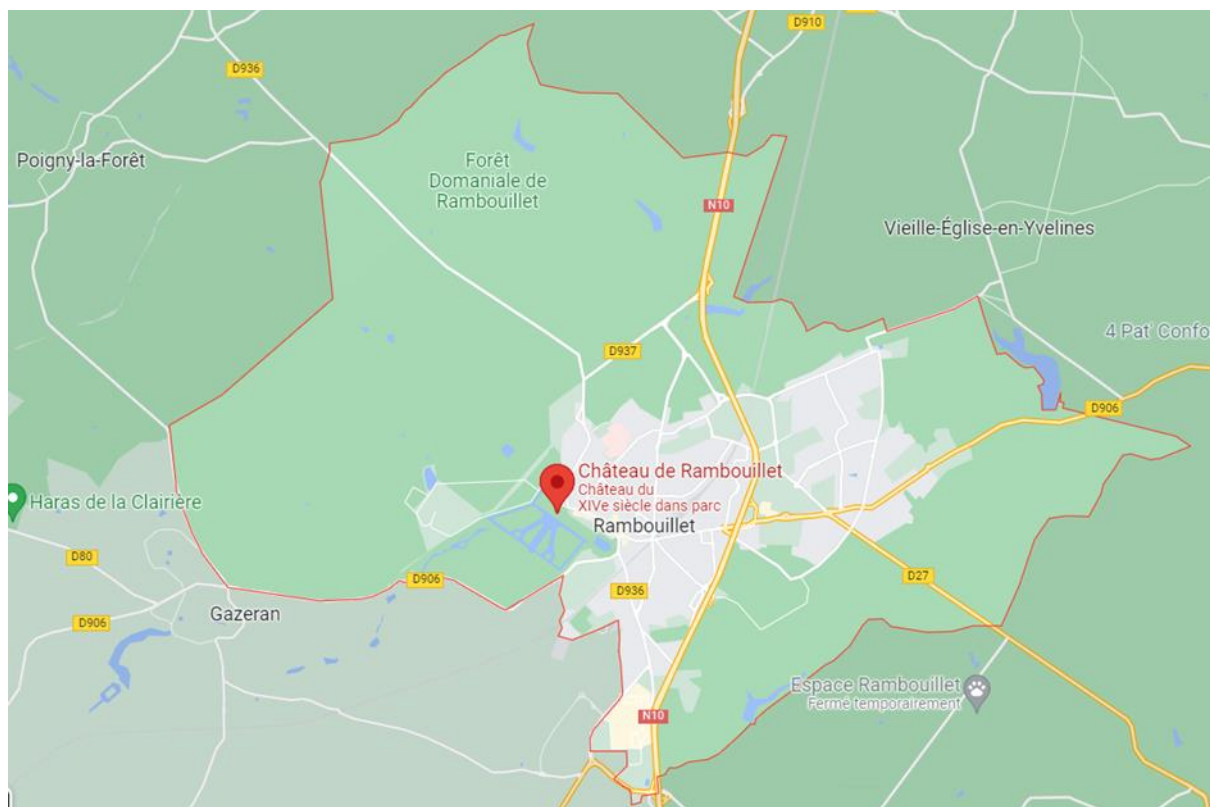 D910
D936
Poigny-la-Forêt
Forêt
Domaniale de
Rambouillet
N10
Vieille-Église-en-Yvelines
4 Pat' Confo
D937
D906
Château de Rambouillet
Château du
XIVe siècle dans parc
Rambouillet
Haras de la Clairière
D80
D906
D27
D936
Gazeran
D906
Espace Rambouillet
Fermé temporairement
N10